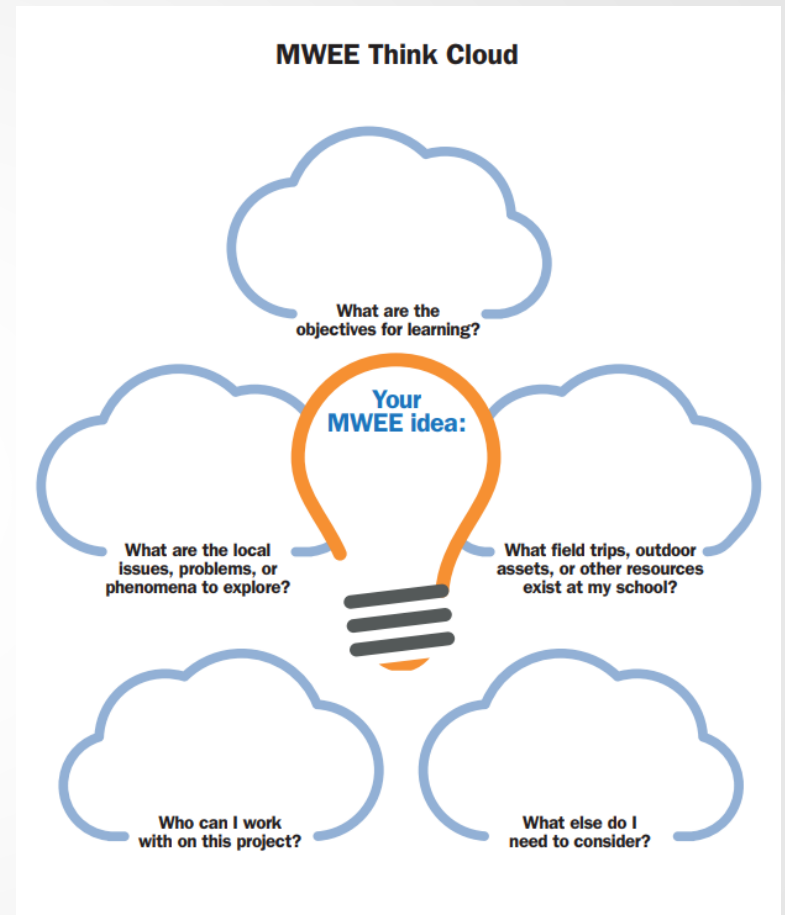 MWEE Think Cloud
What are the
objectives for learning?
Your
MWEE idea:
What are the local
issues, problems, or
phenomena to explore?
What field trips, outdoor
assets, or other resources
exist at my school?
Who can I work
with on this project?
What else do I
need to consider?